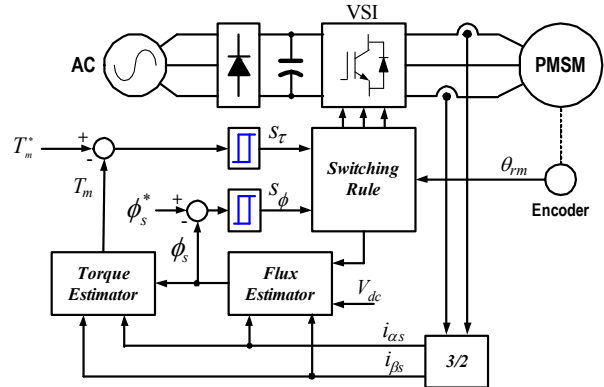 VSI
AC
PMSM
T*m
+
-
sτ
Tm
Switching
Rule
θrm
ϕs*
+
-
sϕ
Encoder
ϕs
Torque
Estimator
Flux
Estimator
Vdc
iαs
iβs
3/2